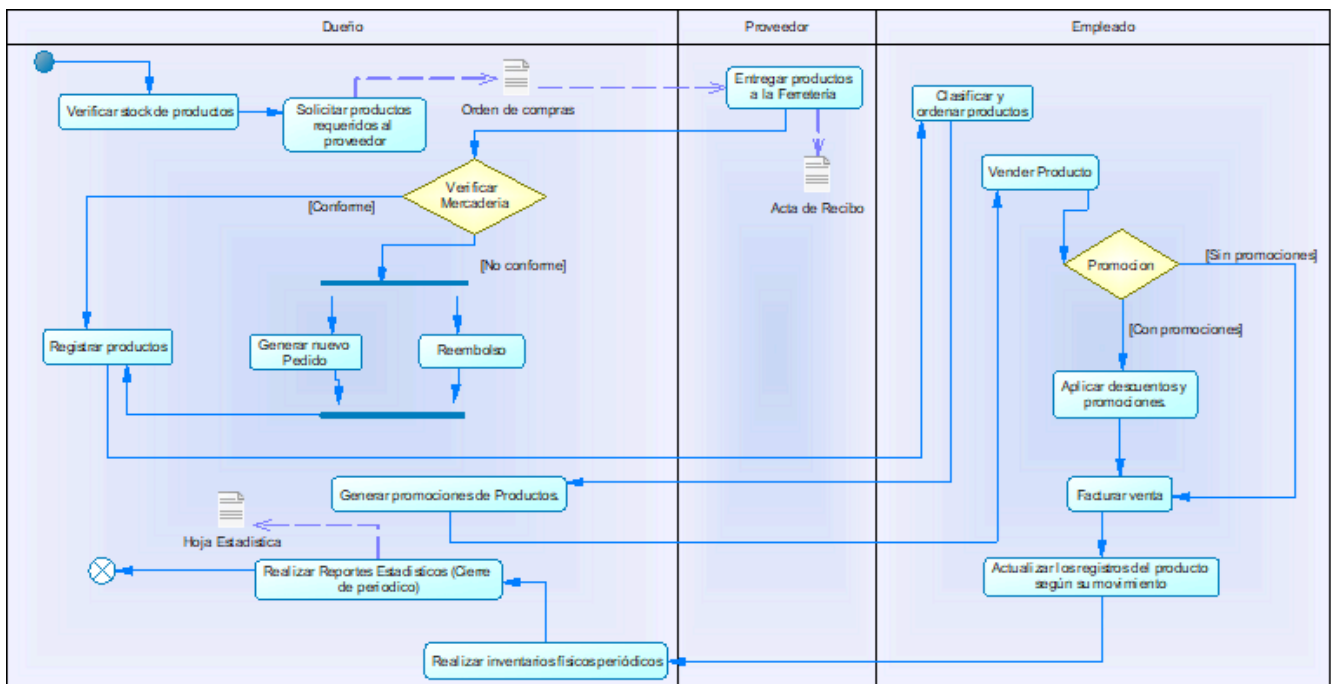 Dueño
Proveedor
Empleado
Verificar stock de productos
Solicitar productos
requeridos al
proveedor
Orden de compras
Entregar productos
a la Ferretería
Acta de Recibo
Clasificar y
ordenar productos
Vender Producto
Verificar
Mercaderia
[Conforme]
[No conforme]
Promocion
[Sin promociones]
[Con promociones]
Registrar productos
Generar nuevo
Pedido
Reembolso
Aplicar descuentos y
promociones.
Generar promociones de Productos.
Facturar venta
Hoja Estadistica
Realizar Reportes Estadisticos (Cierre
de periodico)
Actualizar los registros del producto
según su movimiento
Realizar inventarios físicos periódicos